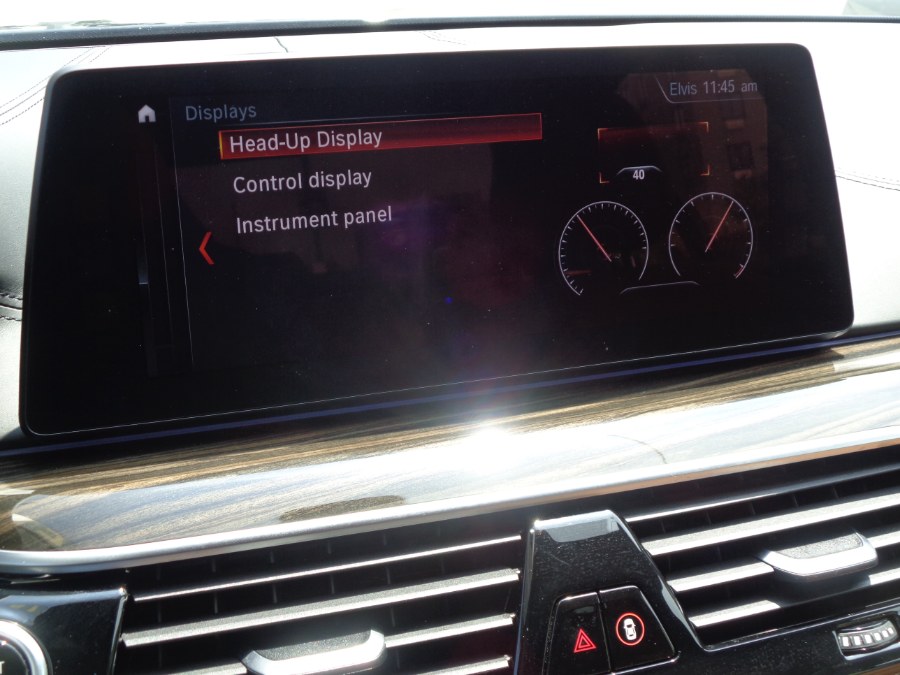 Displays
Elvis 11:45 am
Head-Up Display
Control display
Instrument panel
40